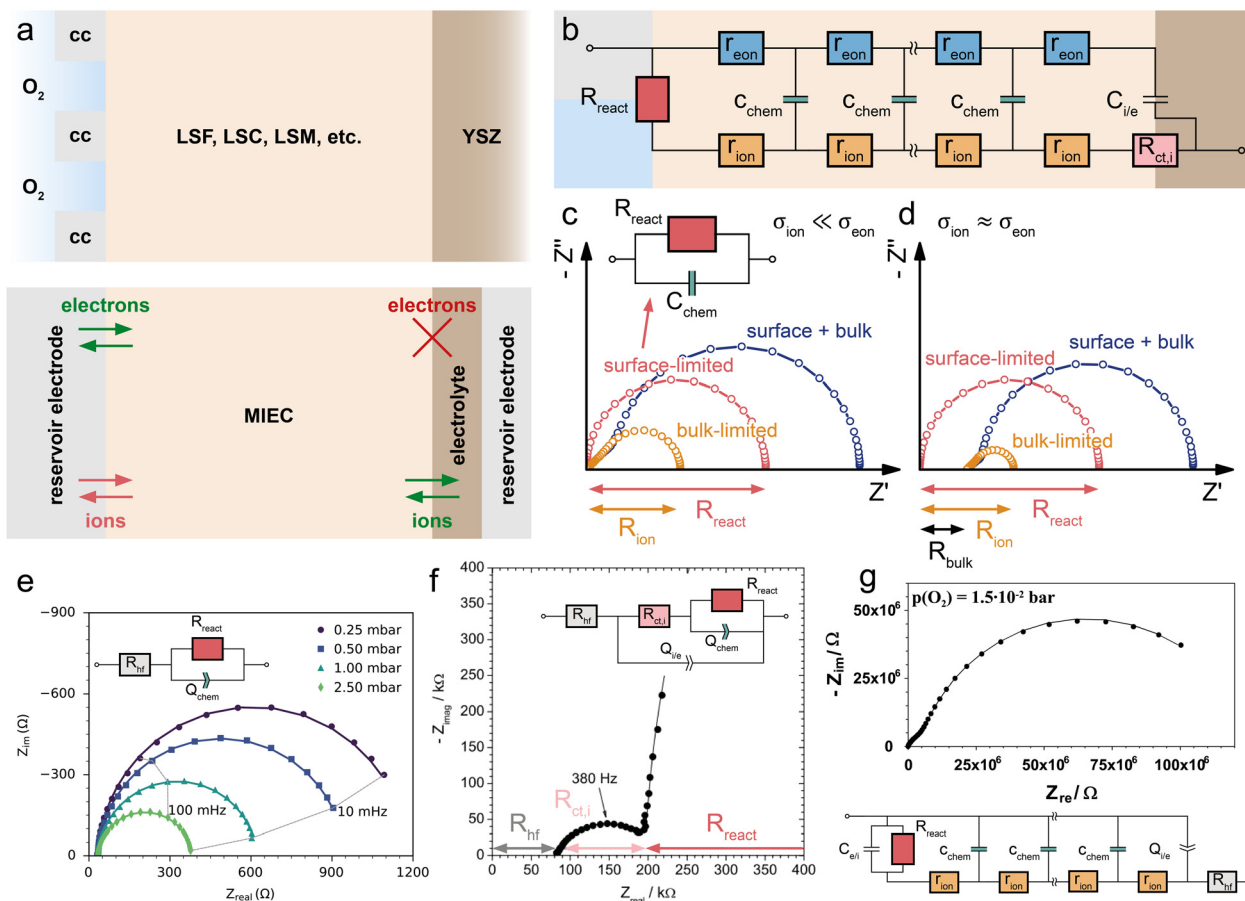 a
cc
O2
cc
O2
cc
LSF, LSC, LSM, etc.
YSZ
electrons
electrons
reservoir electrode
MIEC
electrolyte
reservoir electrode
ions
ions
b
reon
reon
reon
reon
Rreact
cchem
cchem
cchem
Ci/e
rion
rion
rion
rion
Rct,i
c
Rreact
Cchem
σion ≪ σeon
- Z''
surface + bulk
surface-limited
bulk-limited
Z'
Rreact
Rion
d
σion ≈ σeon
- Z''
surface + bulk
surface-limited
bulk-limited
Z'
Rreact
Rion
Rbulk
e
−900
−600
−300
0
Zim (Ω)
Rreact
Rhf
Qchem
0.25 mbar
0.50 mbar
1.00 mbar
2.50 mbar
100 mHz
10 mHz
0 300 600 900 1200
Zreal (Ω)
f
400
350
300
250
200
150
100
50
0
- Zimag / kΩ
Rreact
Rhf
Rct,i
Qchem
Qi/e
380 Hz
Rct,i
Rhf
Rreact
0 50 100 150 200 250 300 350 400
Zreal / kΩ
g
p(O2) = 1.5·10-2 bar
50x10⁶
25x10⁶
0
- Zim/ Ω
0 25x10⁶ 50x10⁶ 75x10⁶ 100x10⁶
Zre/ Ω
Rreact
Ce/i
cchem
cchem
cchem
Qi/e
rion
rion
rion
rion
Rhf